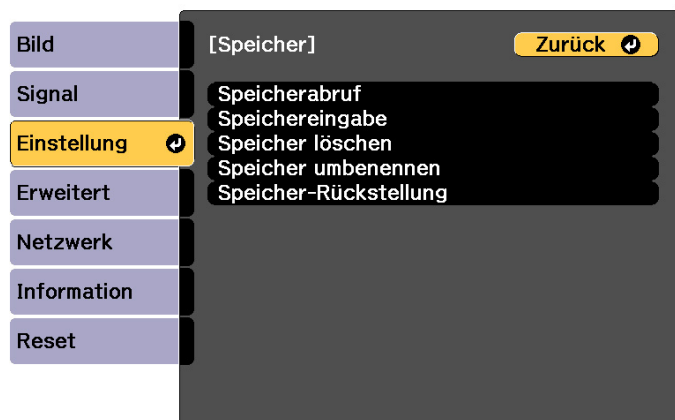 Bild
Signal
Einstellung
Erweitert
Netzwerk
Information
Reset
[Speicher]
Zurück
Speicherabruf
Speichereingabe
Speicher löschen
Speicher umbenennen
Speicher-Rückstellung